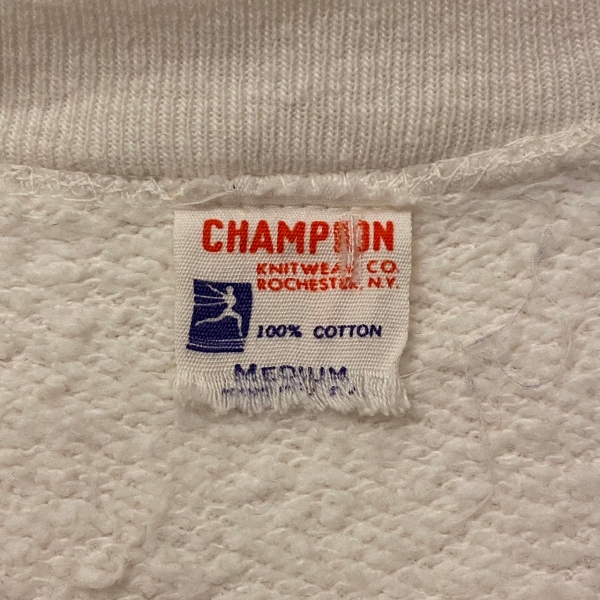 CHAMPION
KNITWEAR CO.
ROCHESTER, N.Y.
100% COTTON
MEDIUM